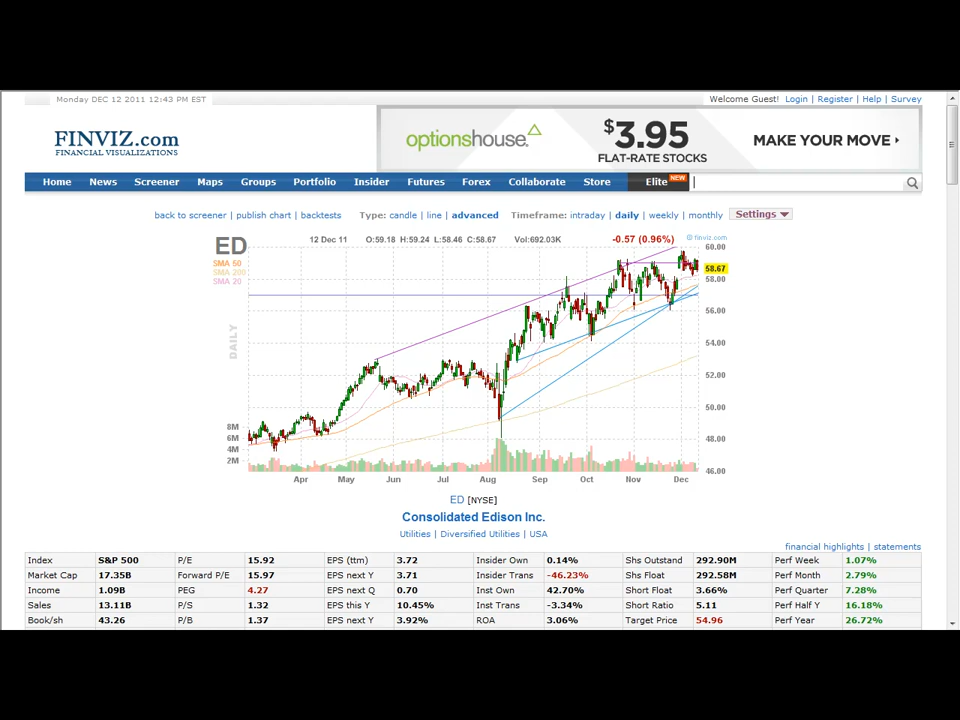 Monday DEC 12 2011 12:43 PM EST
Welcome Guest! Login | Register | Help | Survey
FINVIZ.com
FINANCIAL VISUALIZATIONS
optionshouse.
$3.95
FLAT-RATE STOCKS
MAKE YOUR MOVE
Home News Screener Maps Groups Portfolio Insider Futures Forex Collaborate Store Elite NEW
back to screener | publish chart | backtests Type: candle | line | advanced Timeframe: intraday | daily | weekly | monthly Settings
ED 12 Dec 11 O:59.18 H:59.24 L:58.46 C:58.67 Vol:692.03K -0.57 (0.96%) © finviz.com
SMA 50
SMA 200
SMA 20
DAILY
60.00
58.67
58.00
56.00
54.00
52.00
50.00
48.00
46.00
8M
6M
4M
2M
Apr May Jun Jul Aug Sep Oct Nov Dec
ED [NYSE]
Consolidated Edison Inc.
Utilities | Diversified Utilities | USA
financial highlights | statements
Index S&P 500 P/E 15.92 EPS (ttm) 3.72 Insider Own 0.14% Shs Outstand 292.90M Perf Week 1.07%
Market Cap 17.35B Forward P/E 15.97 EPS next Y 3.71 Insider Trans -46.23% Shs Float 292.58M Perf Month 2.79%
Income 1.09B PEG 4.27 EPS next Q 0.70 Inst Own 42.70% Short Float 3.66% Perf Quarter 7.28%
Sales 13.11B P/S 1.32 EPS this Y 10.45% Inst Trans -3.34% Short Ratio 5.11 Perf Half Y 16.18%
Book/sh 43.26 P/B 1.37 EPS next Y 3.92% ROA 3.06% Target Price 54.96 Perf Year 26.72%